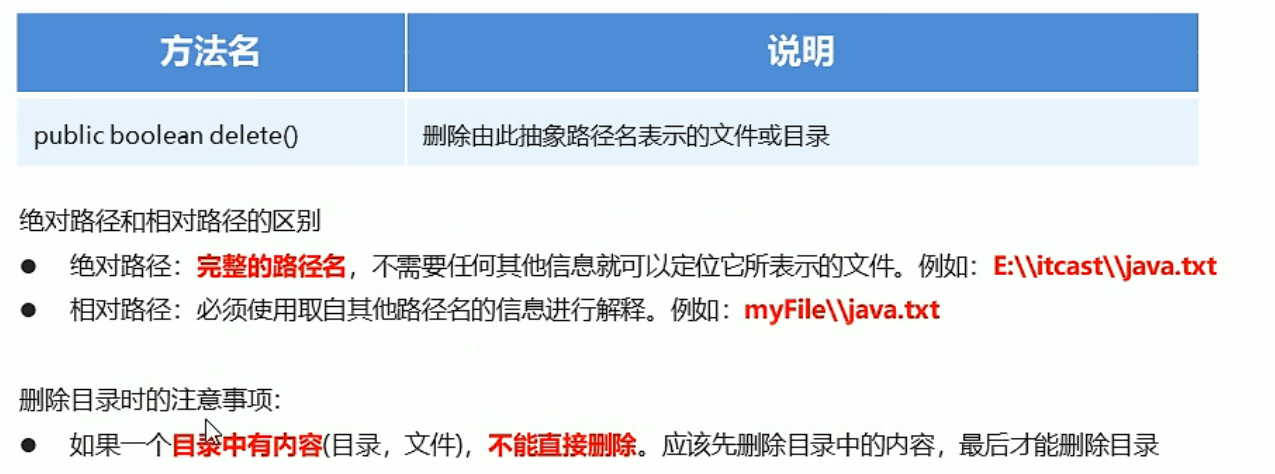 方法名 说明
public boolean delete() 删除由此抽象路径名表示的文件或目录
绝对路径和相对路径的区别
● 绝对路径：完整的路径名，不需要任何其他信息就可以定位它所表示的文件。例如：E:\\itcast\\java.txt
● 相对路径：必须使用取自其他路径名的信息进行解释。例如：myFile\\java.txt
删除目录时的注意事项：
● 如果一个目录中有内容(目录，文件)，不能直接删除。应该先删除目录中的内容，最后才能删除目录